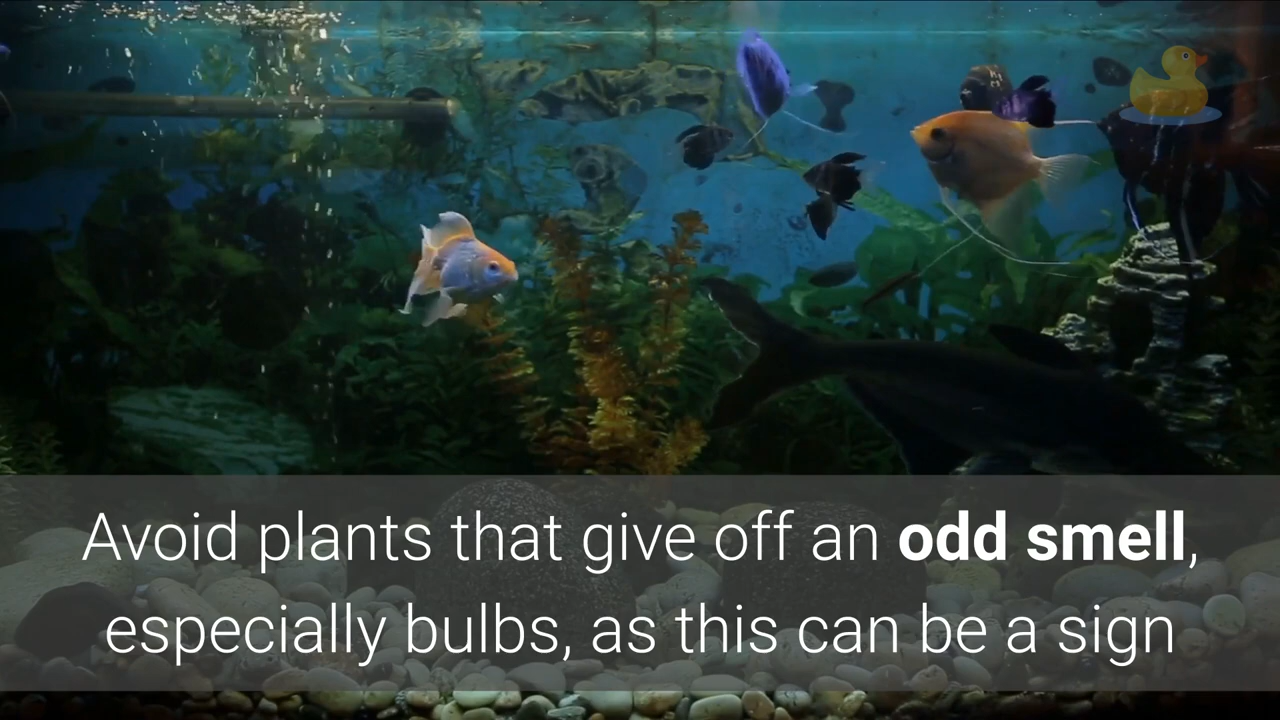 Avoid plants that give off an odd smell,
especially bulbs, as this can be a sign